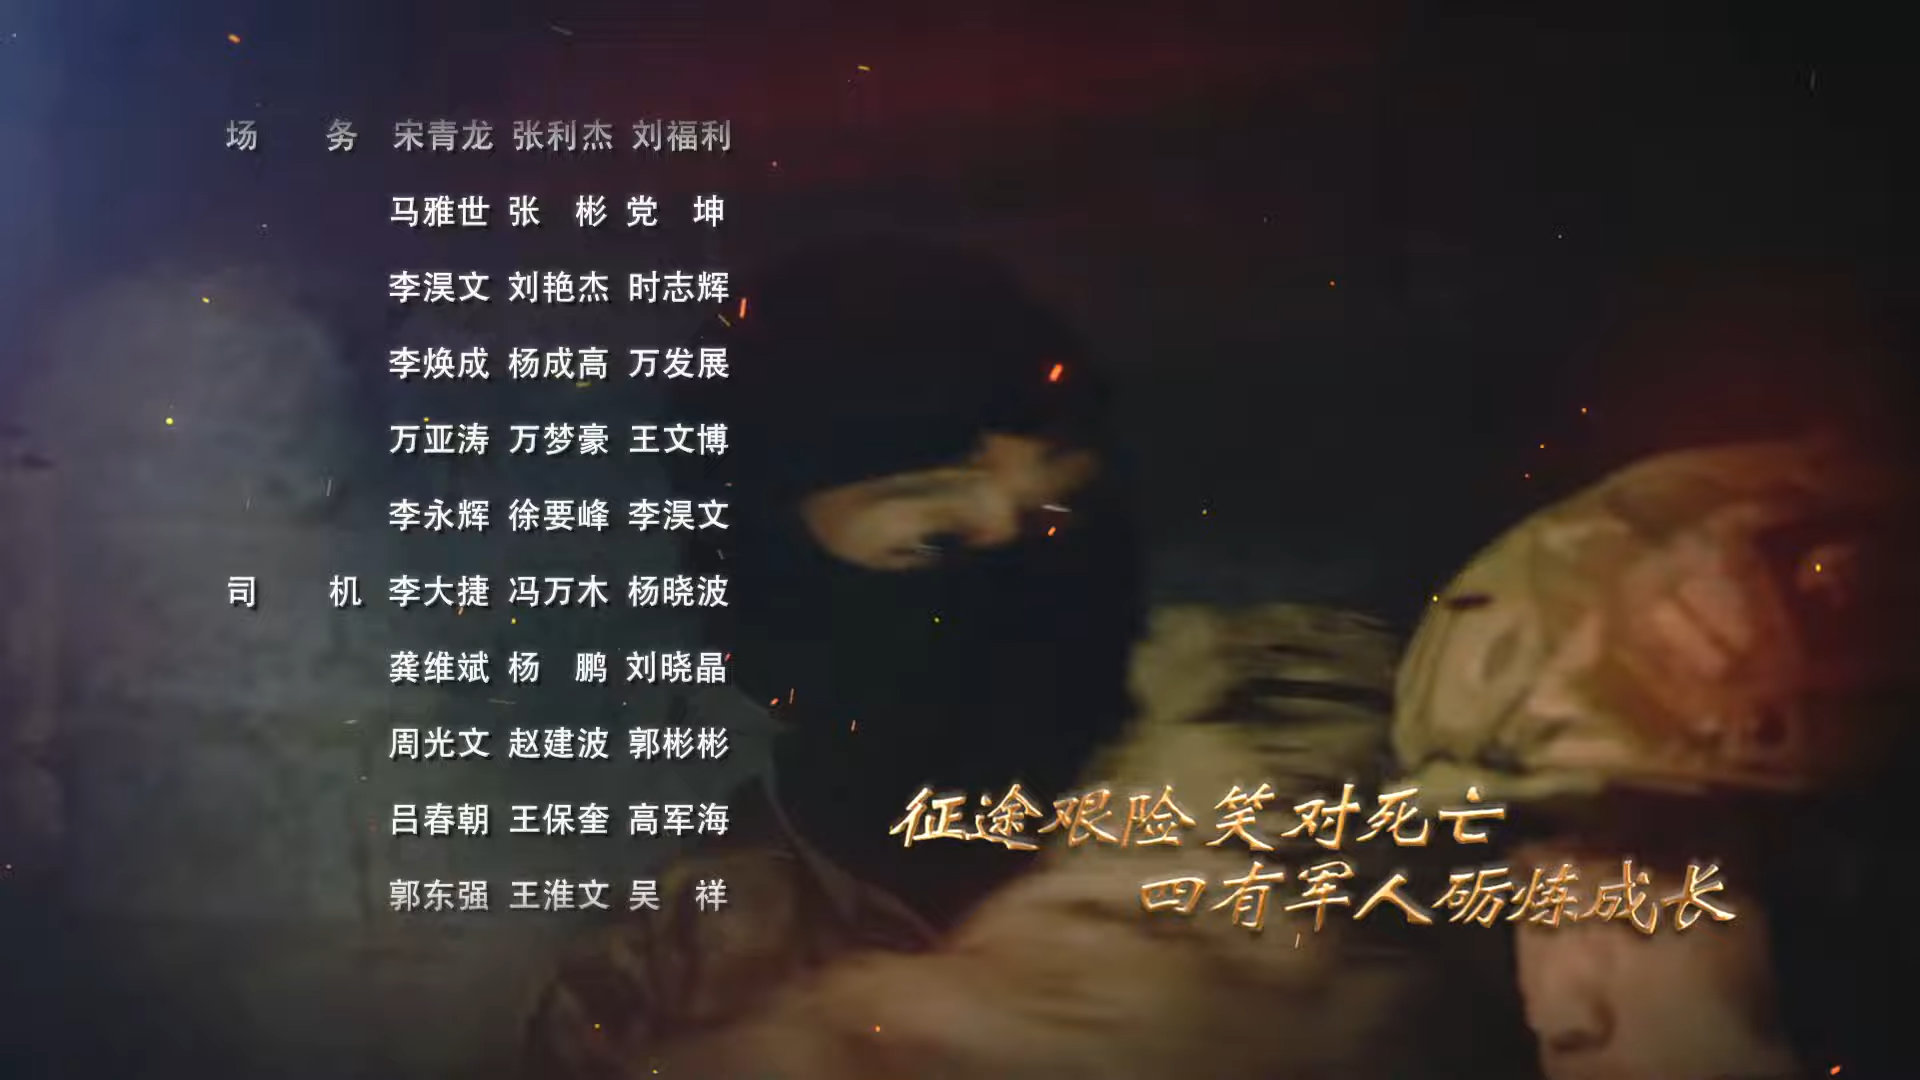 场 务 宋青龙 张利杰 刘福利
马雅世 张 彬 党 坤
李淏文 刘艳杰 时志辉
李焕成 杨成高 万发展
万亚涛 万梦豪 王文博
李永辉 徐要峰 李淏文
司 机 李大捷 冯万木 杨晓波
龚维斌 杨 鹏 刘晓晶
周光文 赵建波 郭彬彬
吕春朝 王保奎 高军海
郭东强 王淮文 吴 祥
征途艰险笑对死亡
四有军人砺炼成长